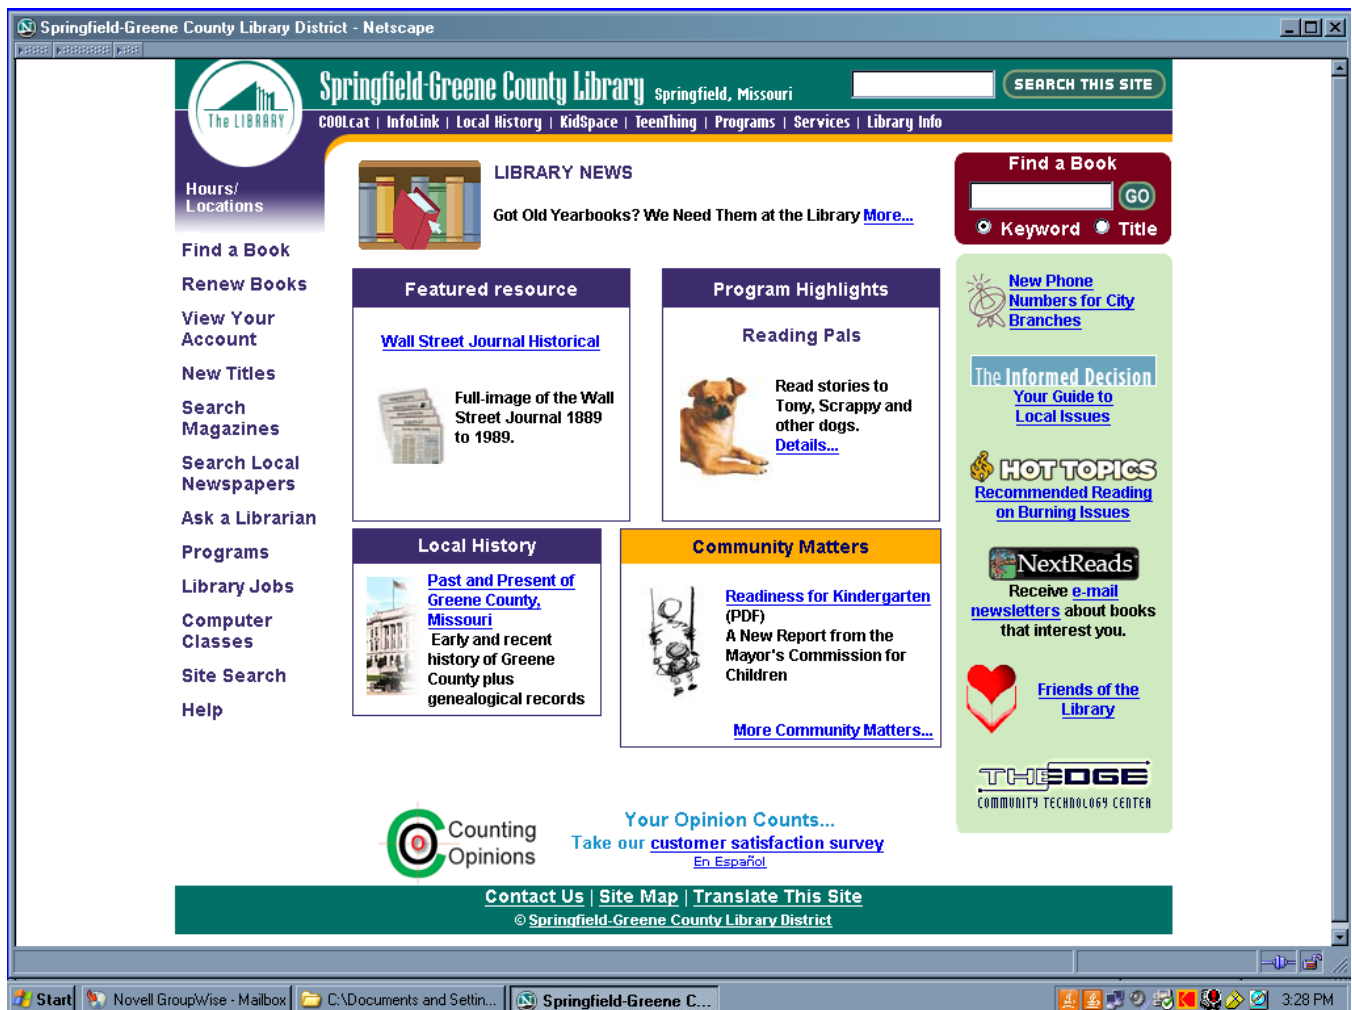 Springfield-Greene County Library District - Netscape
The LIBRARY
Springfield-Greene County Library Springfield, Missouri
SEARCH THIS SITE
COOLcat | InfoLink | Local History | KidSpace | TeenThing | Programs | Services | Library Info
Hours/
Locations
Find a Book
Renew Books
View Your
Account
New Titles
Search
Magazines
Search Local
Newspapers
Ask a Librarian
Programs
Library Jobs
Computer
Classes
Site Search
Help
LIBRARY NEWS
Got Old Yearbooks? We Need Them at the Library More...
Find a Book
GO
Keyword Title
Featured resource
Wall Street Journal Historical
Full-image of the Wall
Street Journal 1889
to 1989.
Program Highlights
Reading Pals
Read stories to
Tony, Scrappy and
other dogs.
Details...
Local History
Past and Present of
Greene County,
Missouri
Early and recent
history of Greene
County plus
genealogical records
Community Matters
Readiness for Kindergarten
(PDF)
A New Report from the
Mayor's Commission for
Children
More Community Matters...
New Phone
Numbers for City
Branches
The Informed Decision
Your Guide to
Local Issues
HOT TOPICS
Recommended Reading
on Burning Issues
NextReads
Receive e-mail
newsletters about books
that interest you.
Friends of the
Library
THE EDGE
COMMUNITY TECHNOLOGY CENTER
Counting
Opinions
Your Opinion Counts...
Take our customer satisfaction survey
En Español
Contact Us | Site Map | Translate This Site
© Springfield-Greene County Library District
Start
Novell GroupWise - Mailbox
C:\Documents and Settin...
Springfield-Greene C...
3:28 PM